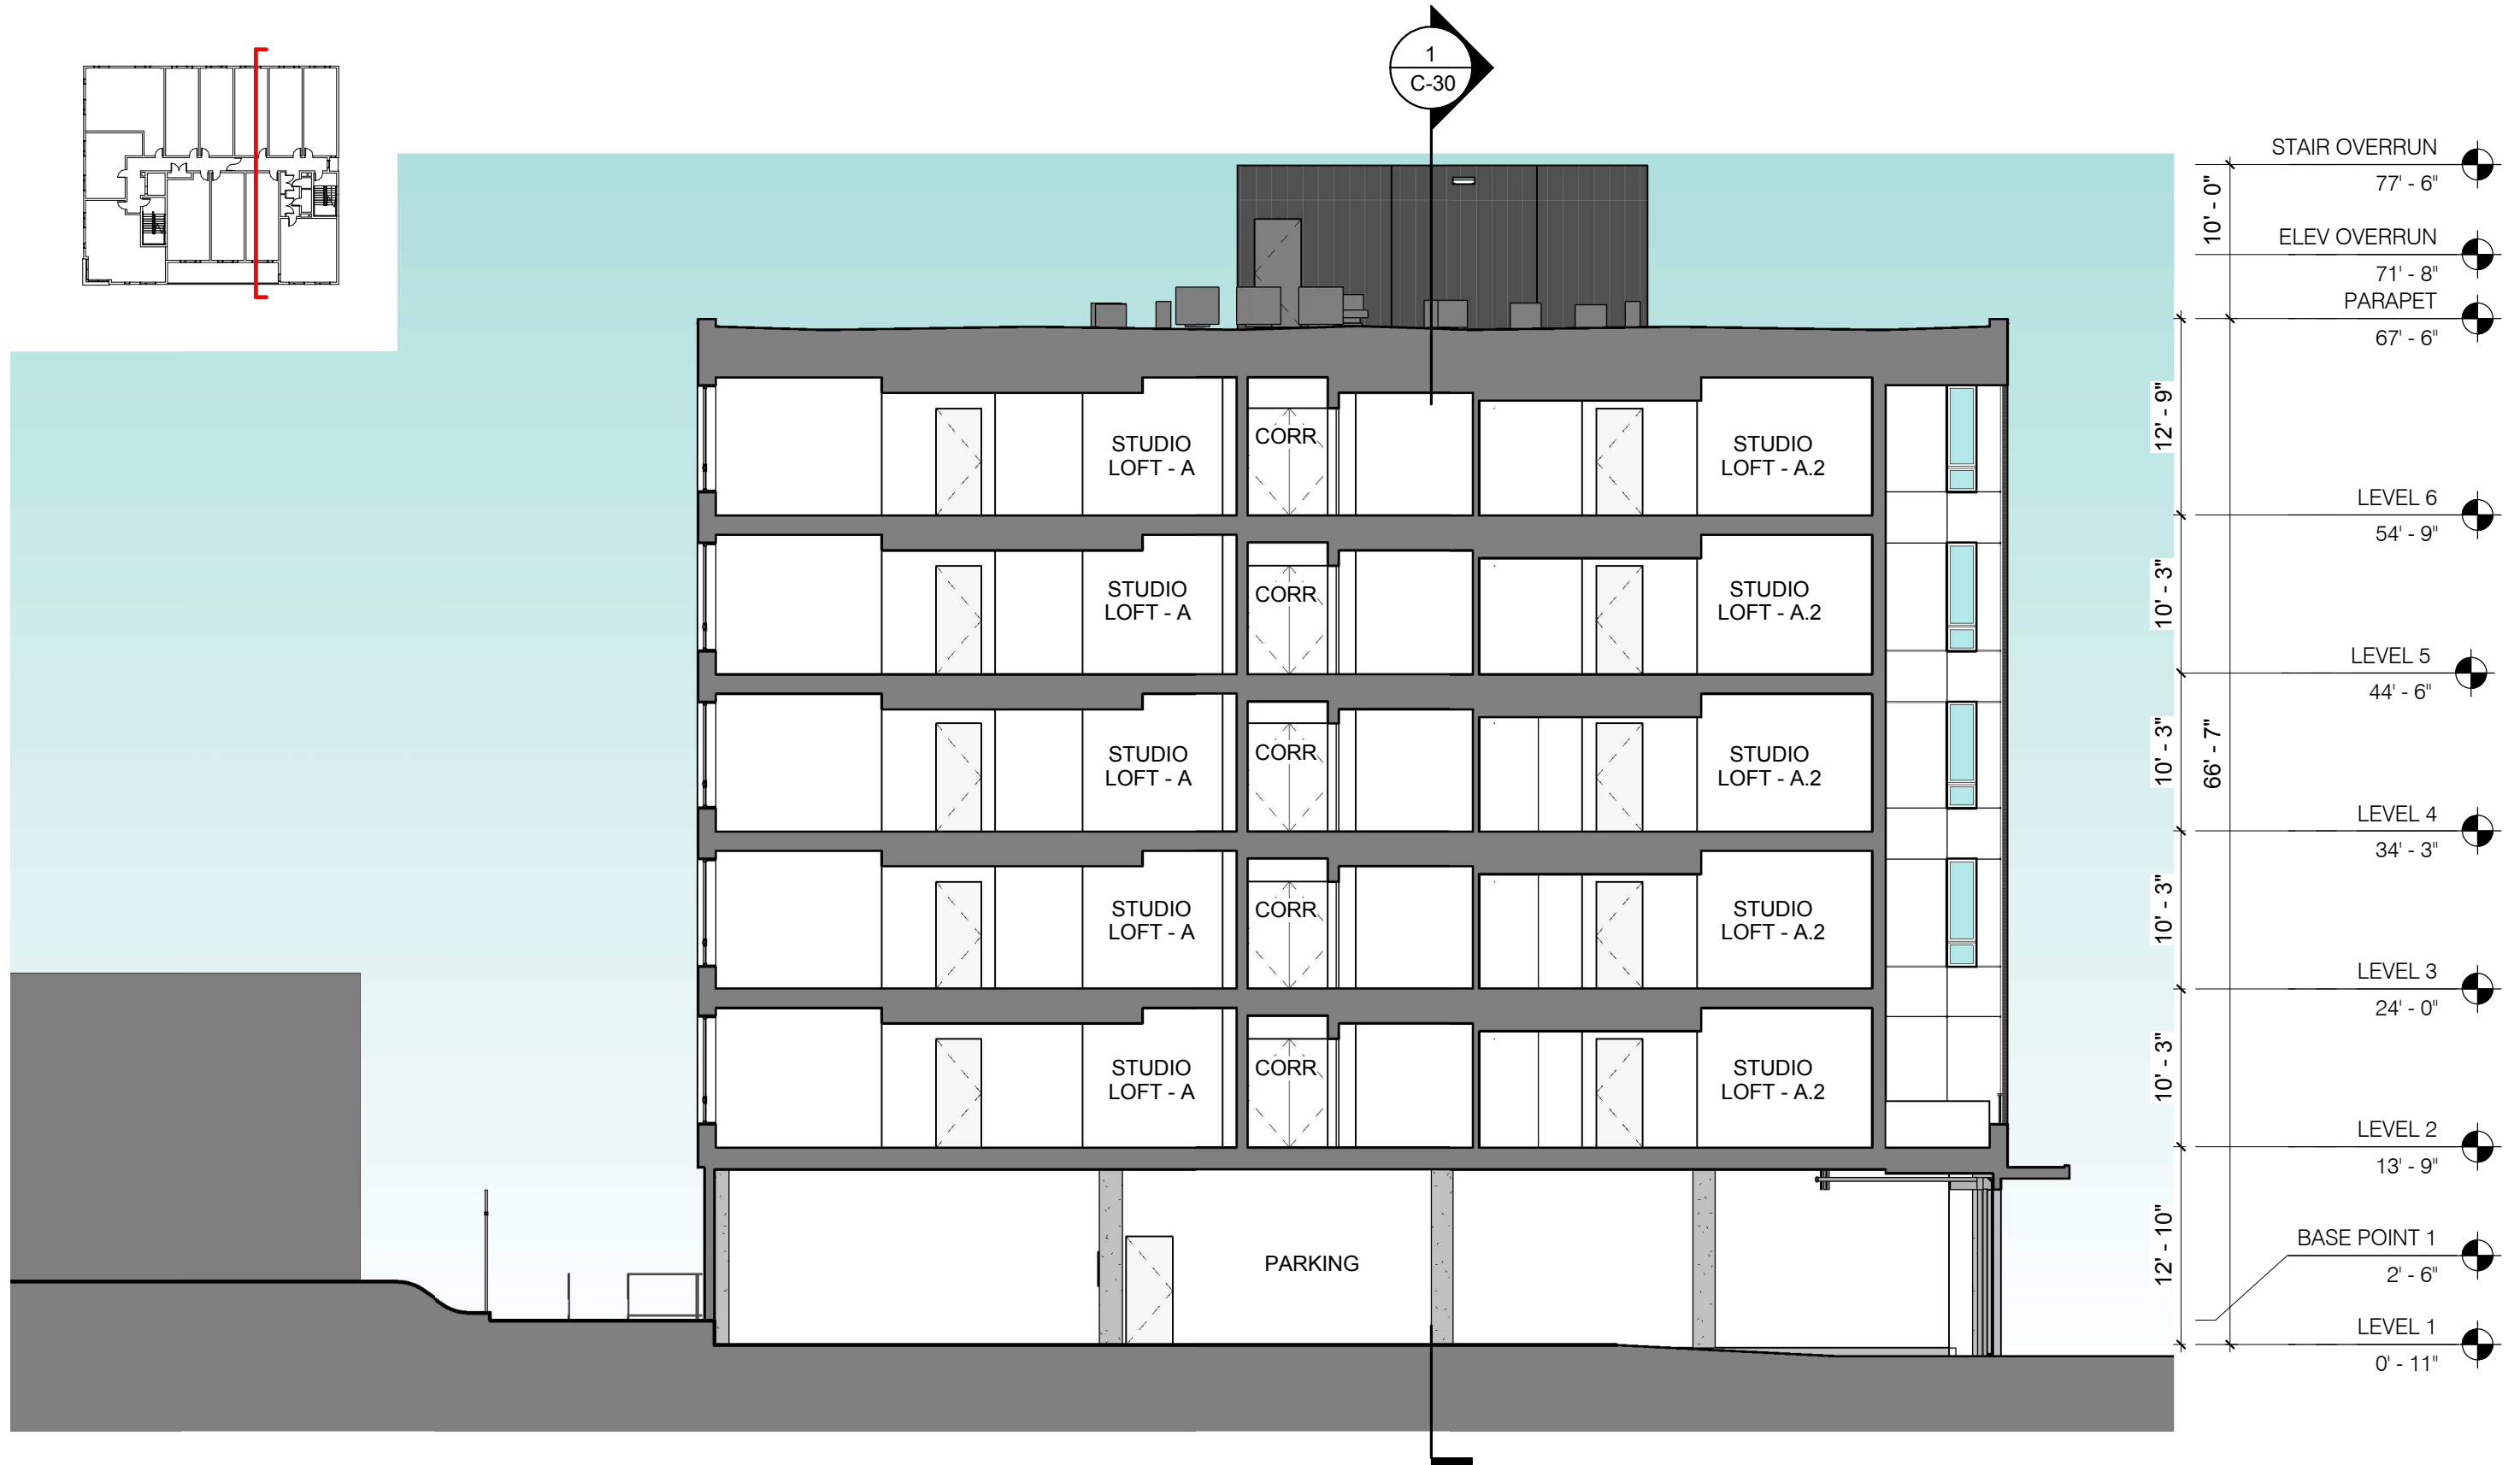 1
C-30
STAIR OVERRUN
77' - 6"
10' - 0"
ELEV OVERRUN
71' - 8"
PARAPET
67' - 6"
12' - 9"
STUDIO
LOFT - A
CORR
STUDIO
LOFT - A.2
LEVEL 6
54' - 9"
10' - 3"
STUDIO
LOFT - A
CORR
STUDIO
LOFT - A.2
LEVEL 5
44' - 6"
10' - 3"
66' - 7"
STUDIO
LOFT - A
CORR
STUDIO
LOFT - A.2
LEVEL 4
34' - 3"
10' - 3"
STUDIO
LOFT - A
CORR
STUDIO
LOFT - A.2
LEVEL 3
24' - 0"
10' - 3"
STUDIO
LOFT - A
CORR
STUDIO
LOFT - A.2
LEVEL 2
13' - 9"
12' - 10"
PARKING
BASE POINT 1
2' - 6"
LEVEL 1
0' - 11"